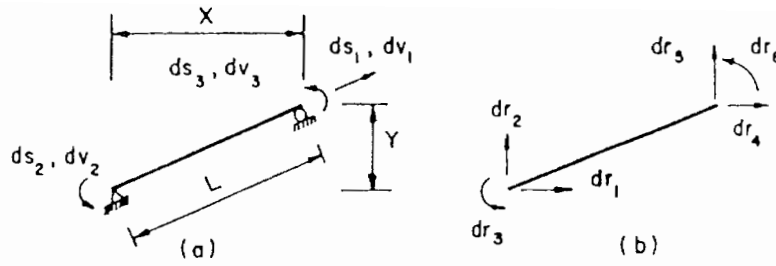 X
ds₃, dv₃
ds₁, dv₁
ds₂, dv₂
L
Y
(a)
dr₅
dr₆
dr₄
dr₂
dr₁
dr₃
(b)